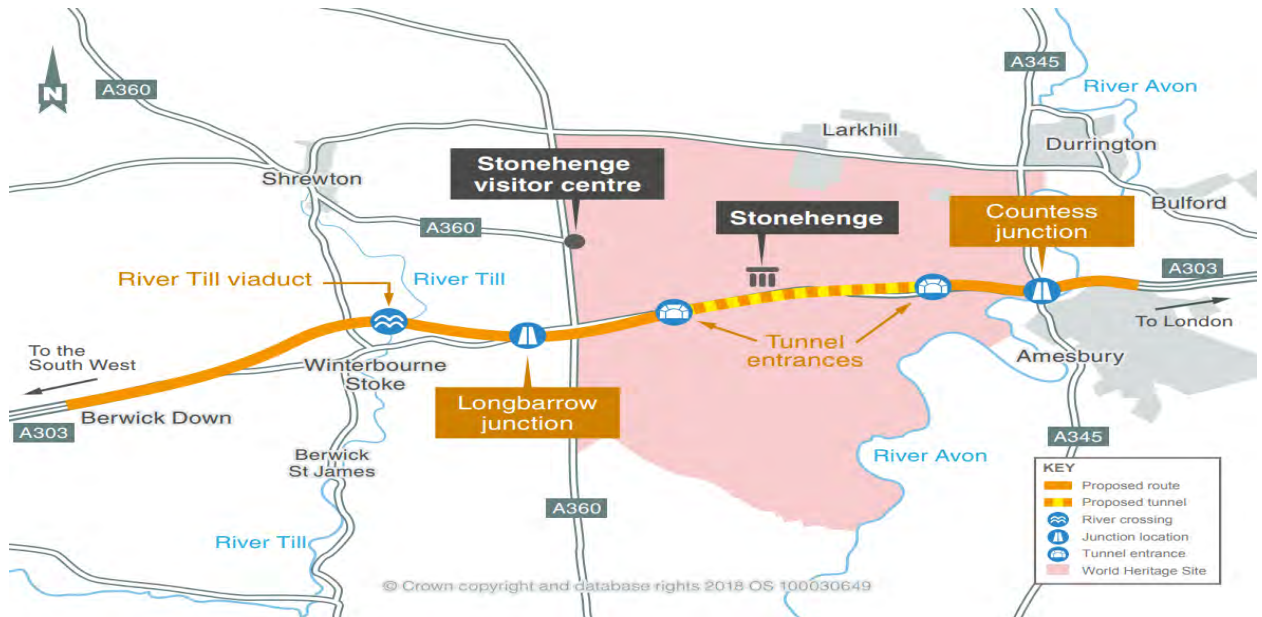 A345
River Avon
A360
N
Larkhill
Durrington
Stonehenge
visitor centre
Shrewton
Bulford
Stonehenge
Countess
junction
A360
River Till viaduct
River Till
A303
To London
Tunnel
entrances
To the
South West
Winterbourne
Stoke
Amesbury
Longbarrow
junction
Berwick Down
A303
A345
Berwick
St James
River Avon
KEY
Proposed route
Proposed tunnel
River crossing
Junction location
Tunnel entrance
World Heritage Site
A360
River Till
© Crown copyright and database rights 2018 OS 100030649